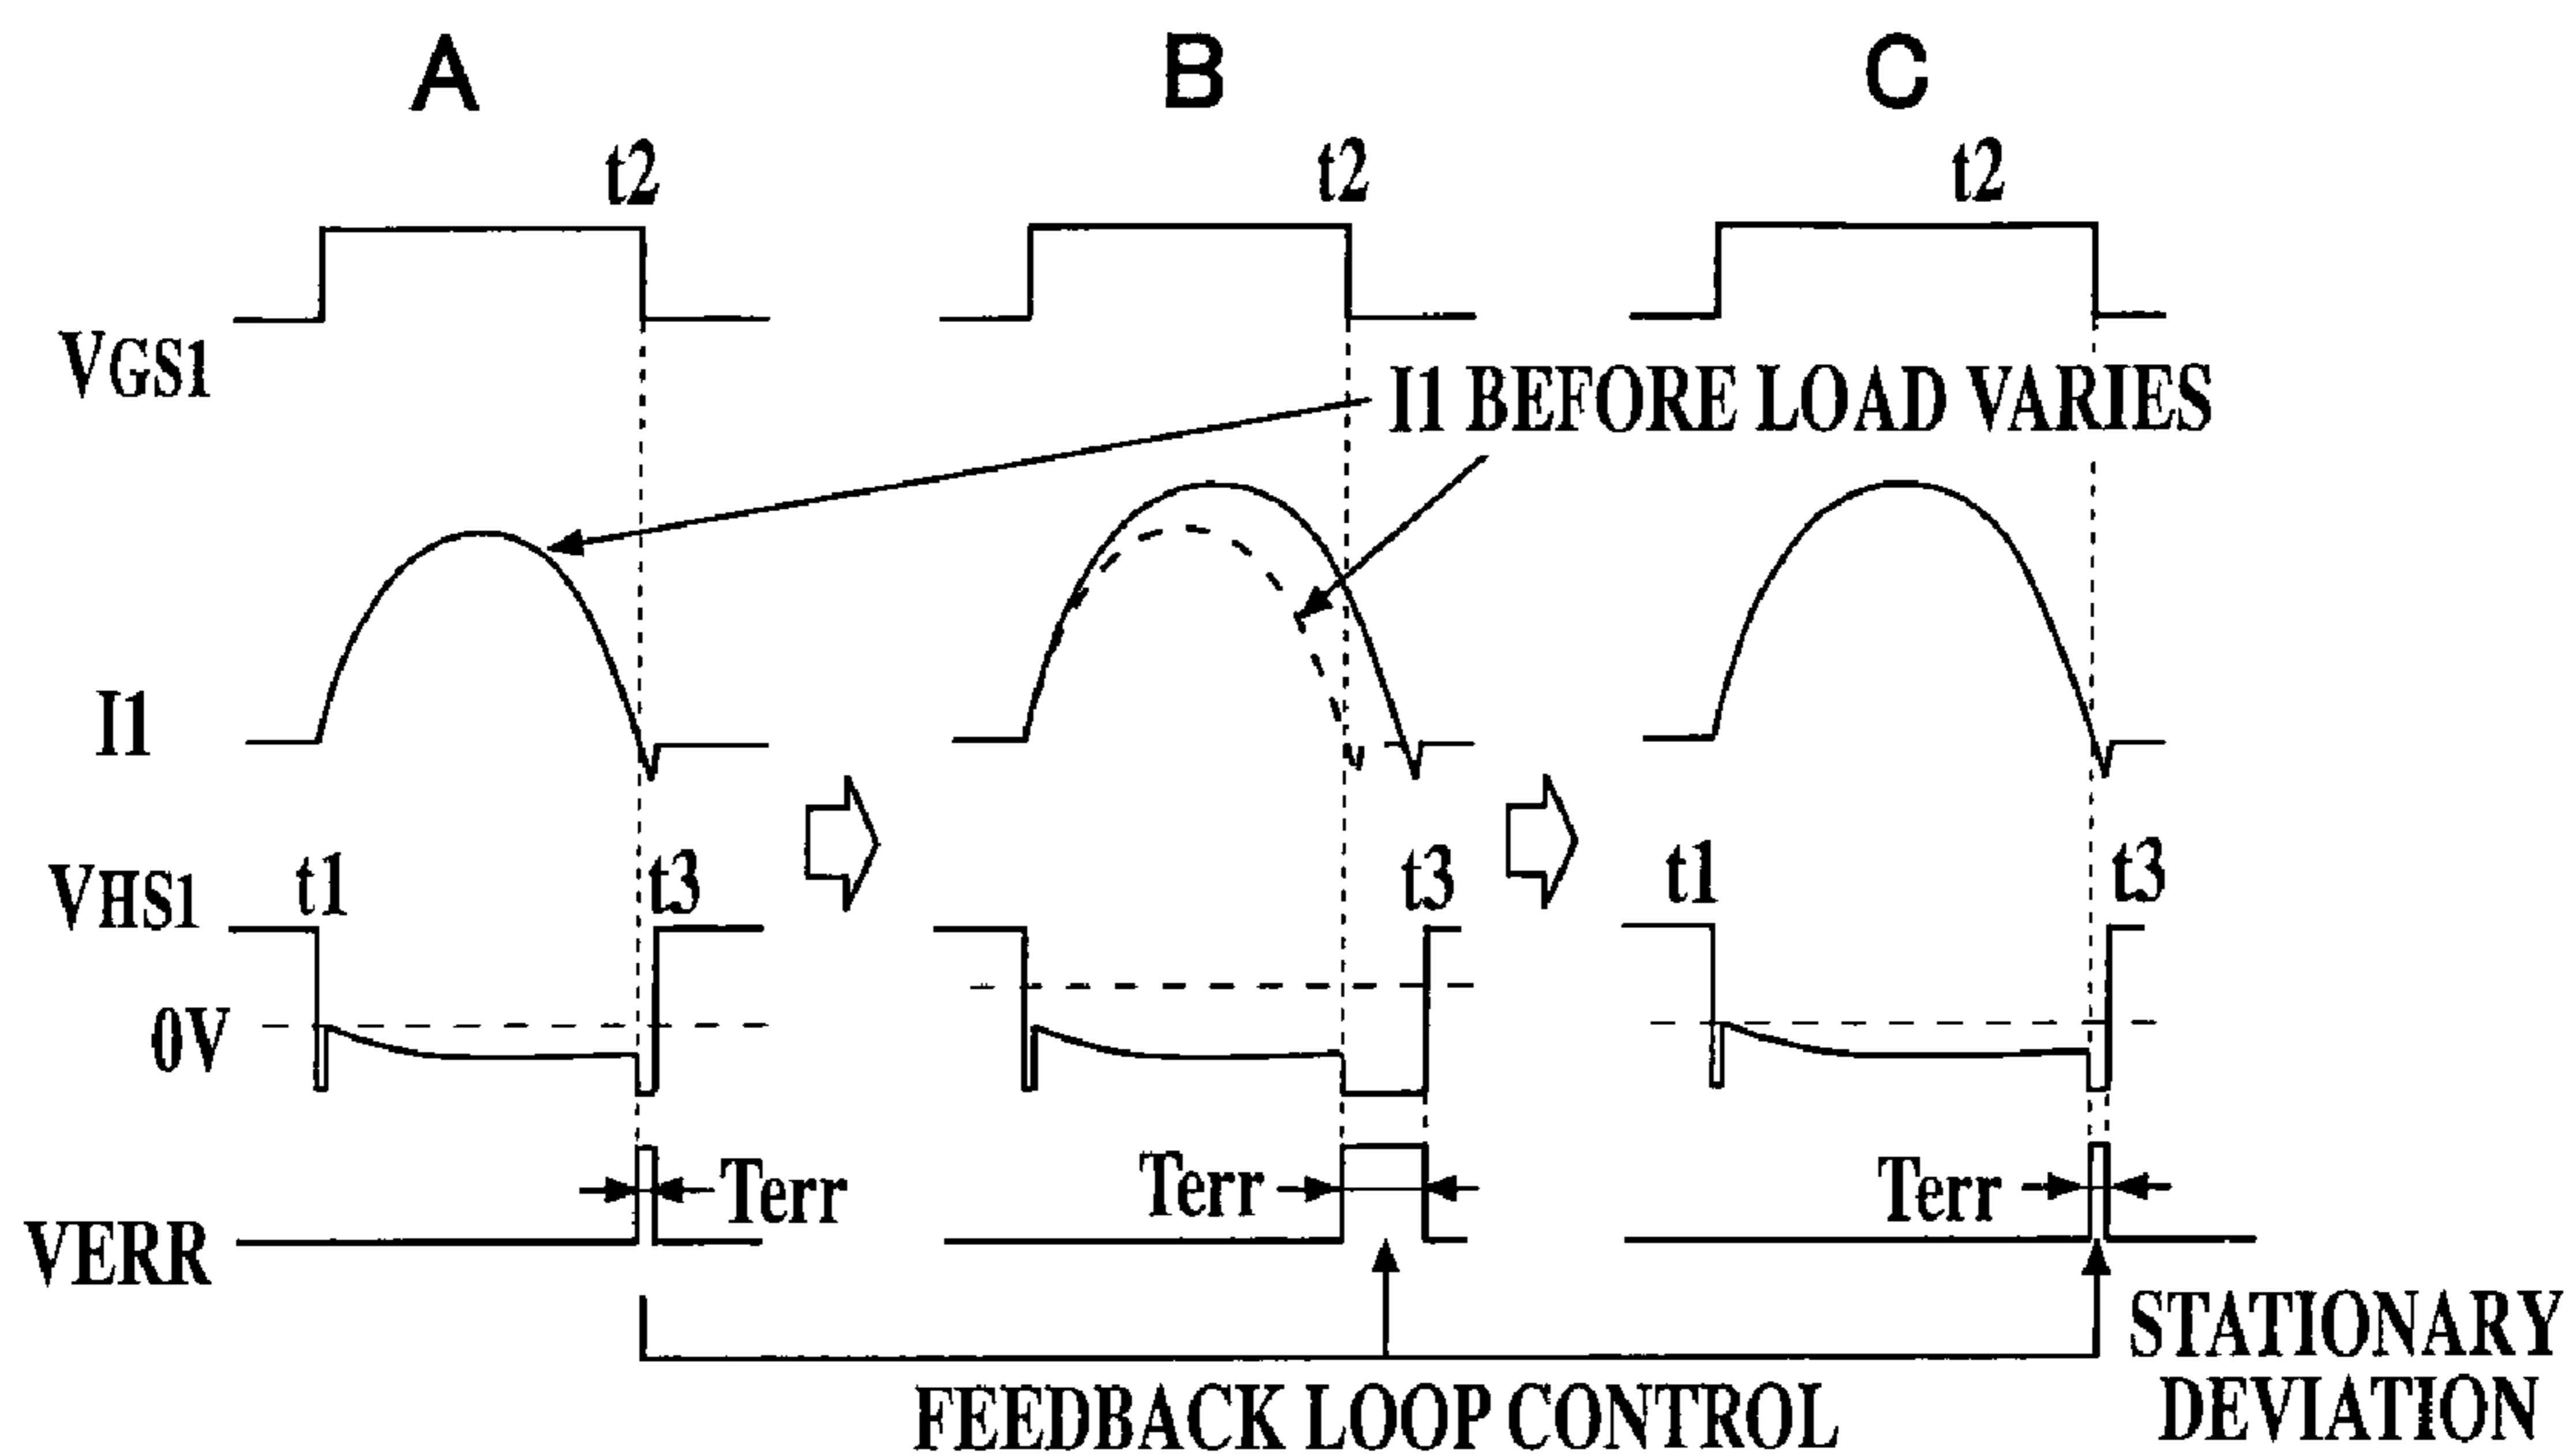 A B C
t2 t2 t2
VGS1
I1 BEFORE LOAD VARIES
I1
VHS1 t1 t3 t3 t1 t3
0V
Terr Terr Terr
VERR
STATIONARY
DEVIATION
FEEDBACK LOOP CONTROL